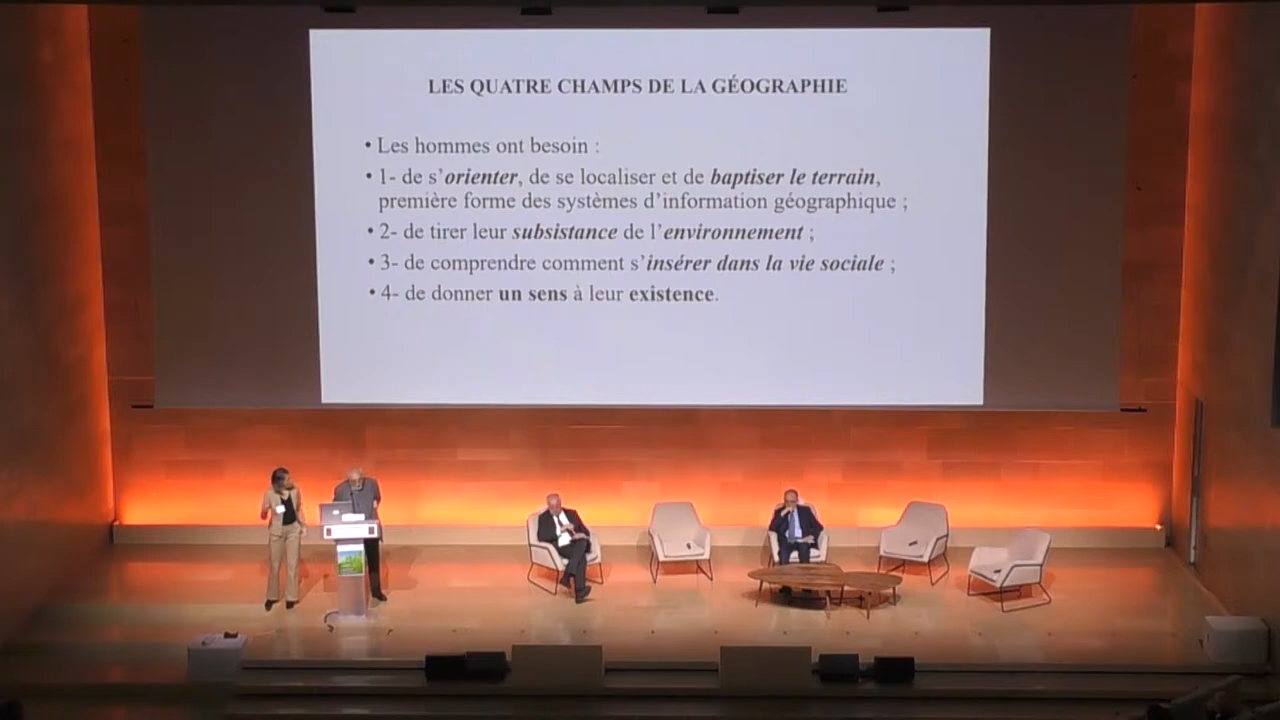 LES QUATRE CHAMPS DE LA GÉOGRAPHIE
• Les hommes ont besoin :
• 1- de s’orienter, de se localiser et de baptiser le terrain,
première forme des systèmes d’information géographique ;
• 2- de tirer leur subsistance de l’environnement ;
• 3- de comprendre comment s’insérer dans la vie sociale ;
• 4- de donner un sens à leur existence.